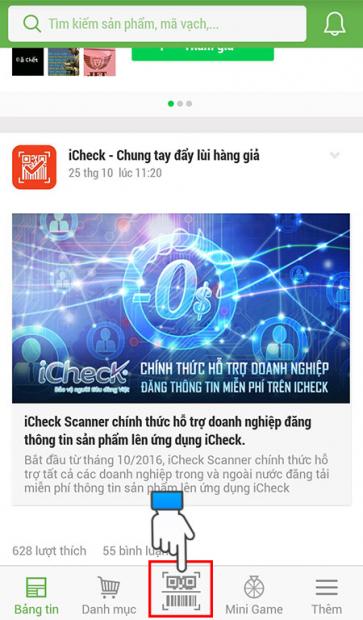 Tìm kiếm sản phẩm, mã vạch...
Tham gia
iCheck - Chung tay đẩy lùi hàng giả
25 thg 10 lúc 11:20
-0$
iCheck
Bảo vệ người tiêu dùng Việt
CHÍNH THỨC HỖ TRỢ DOANH NGHIỆP
ĐĂNG THÔNG TIN MIỄN PHÍ TRÊN ICHECK
iCheck Scanner chính thức hỗ trợ doanh nghiệp đăng
thông tin sản phẩm lên ứng dụng iCheck.
Bắt đầu từ tháng 10/2016, iCheck Scanner chính thức hỗ
trợ tất cả các doanh nghiệp trong và ngoài nước đăng tải
miễn phí thông tin sản phẩm lên ứng dụng iCheck
628 lượt thích 55 bình luận
Bảng tin Danh mục Mini Game Thêm